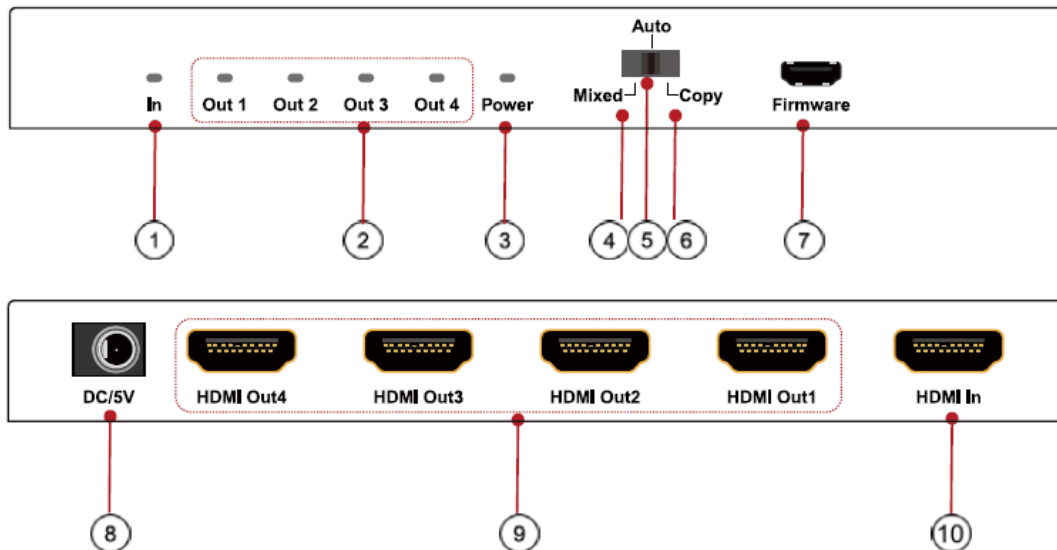 Auto
Mixed Copy
In Out 1 Out 2 Out 3 Out 4 Power Firmware
1 2 3 4 5 6 7
DC/5V HDMI Out4 HDMI Out3 HDMI Out2 HDMI Out1 HDMI In
8 9 10